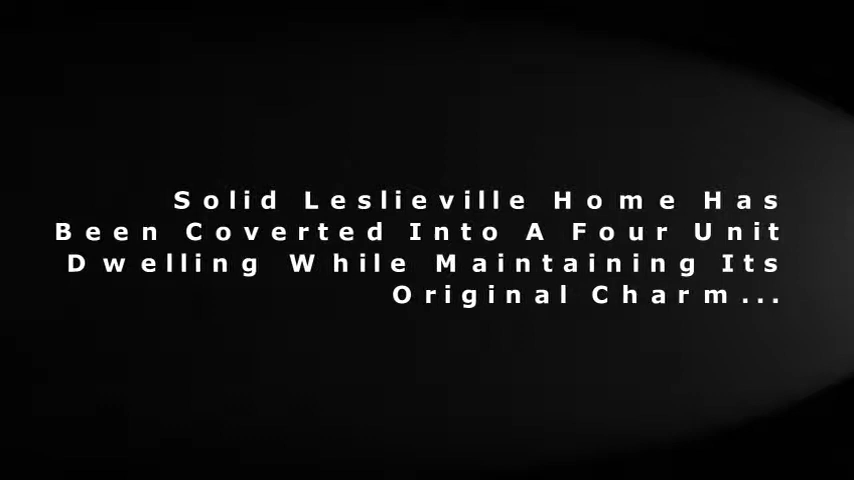 Solid Leslieville Home Has
Been Coverted Into A Four Unit
Dwelling While Maintaining Its
Original Charm...